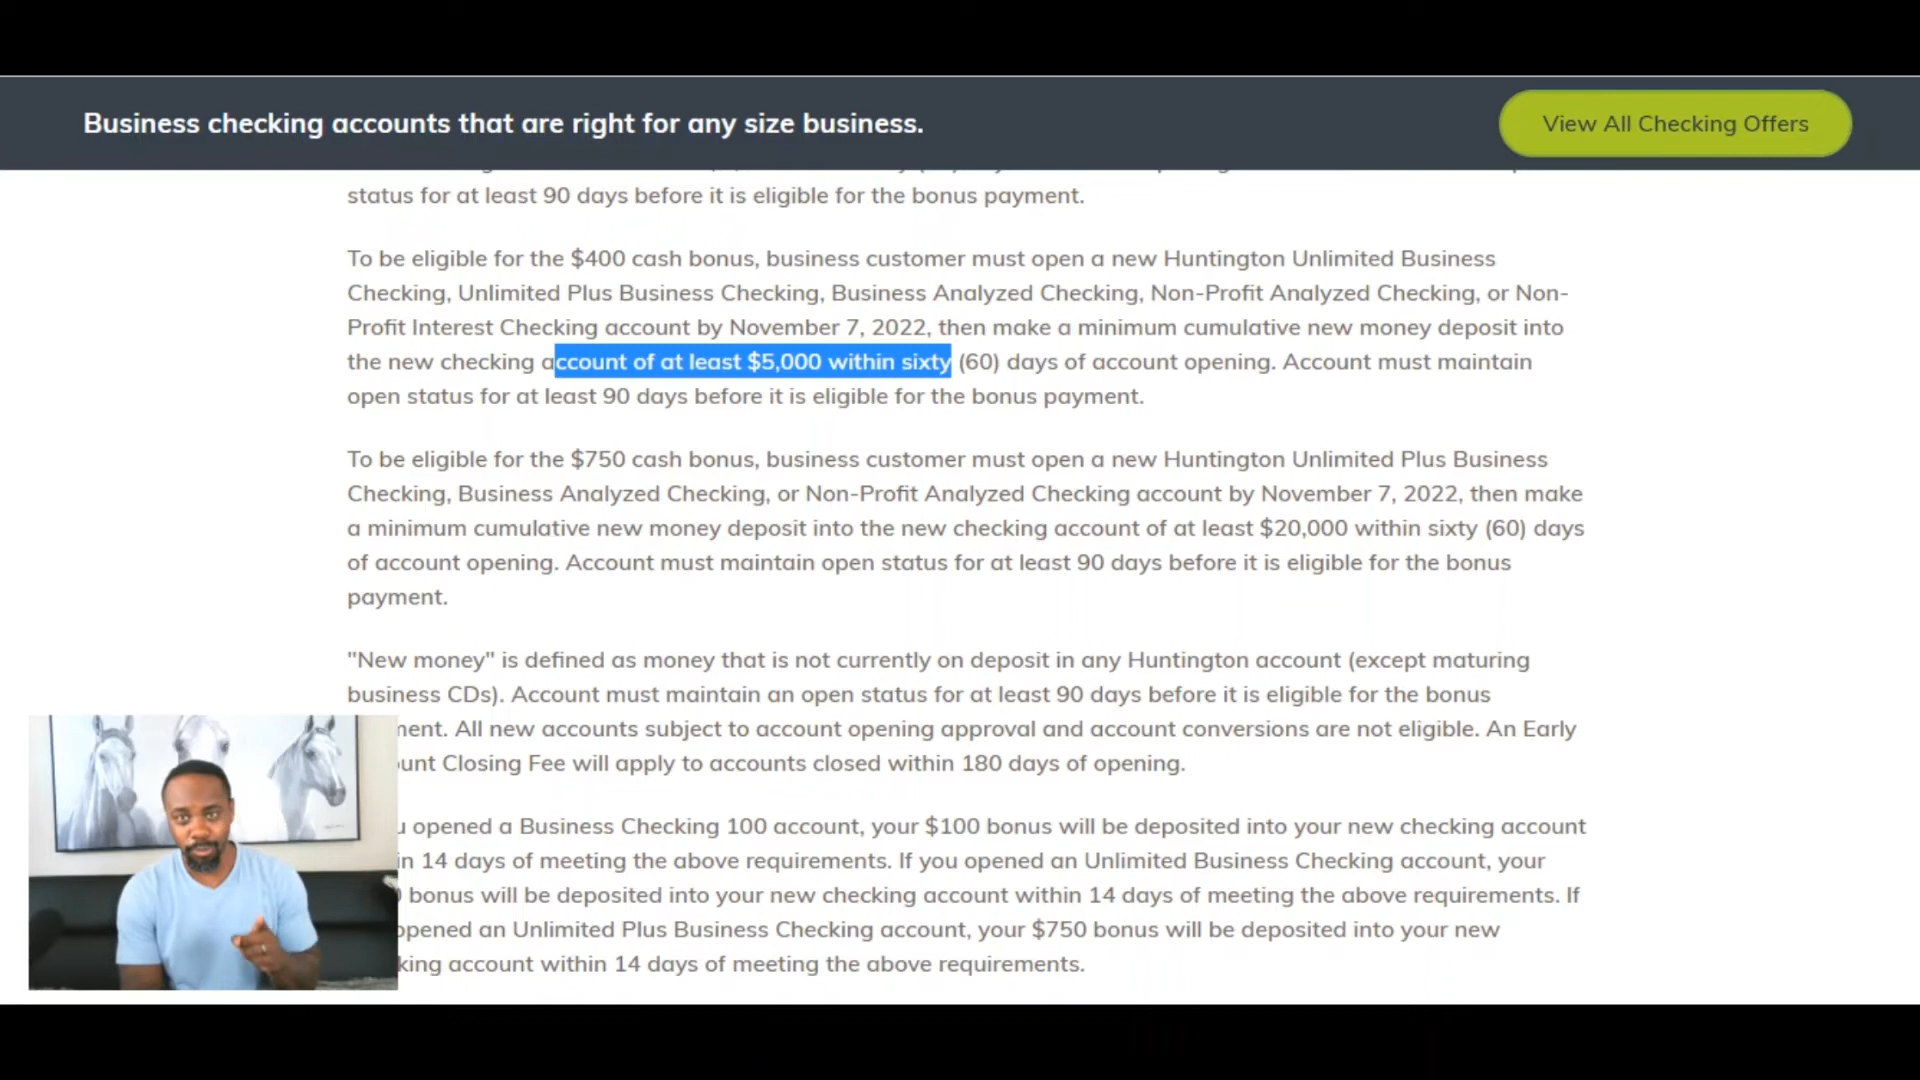 Business checking accounts that are right for any size business.
View All Checking Offers
status for at least 90 days before it is eligible for the bonus payment.
To be eligible for the $400 cash bonus, business customer must open a new Huntington Unlimited Business
Checking, Unlimited Plus Business Checking, Business Analyzed Checking, Non-Profit Analyzed Checking, or Non-
Profit Interest Checking account by November 7, 2022, then make a minimum cumulative new money deposit into
the new checking account of at least $5,000 within sixty (60) days of account opening. Account must maintain
open status for at least 90 days before it is eligible for the bonus payment.
To be eligible for the $750 cash bonus, business customer must open a new Huntington Unlimited Plus Business
Checking, Business Analyzed Checking, or Non-Profit Analyzed Checking account by November 7, 2022, then make
a minimum cumulative new money deposit into the new checking account of at least $20,000 within sixty (60) days
of account opening. Account must maintain open status for at least 90 days before it is eligible for the bonus
payment.
"New money" is defined as money that is not currently on deposit in any Huntington account (except maturing
business CDs). Account must maintain an open status for at least 90 days before it is eligible for the bonus
All new accounts subject to account opening approval and account conversions are not eligible. An Early
Closing Fee will apply to accounts closed within 180 days of opening.
opened a Business Checking 100 account, your $100 bonus will be deposited into your new checking account
in 14 days of meeting the above requirements. If you opened an Unlimited Business Checking account, your
bonus will be deposited into your new checking account within 14 days of meeting the above requirements. If
opened an Unlimited Plus Business Checking account, your $750 bonus will be deposited into your new
account within 14 days of meeting the above requirements.